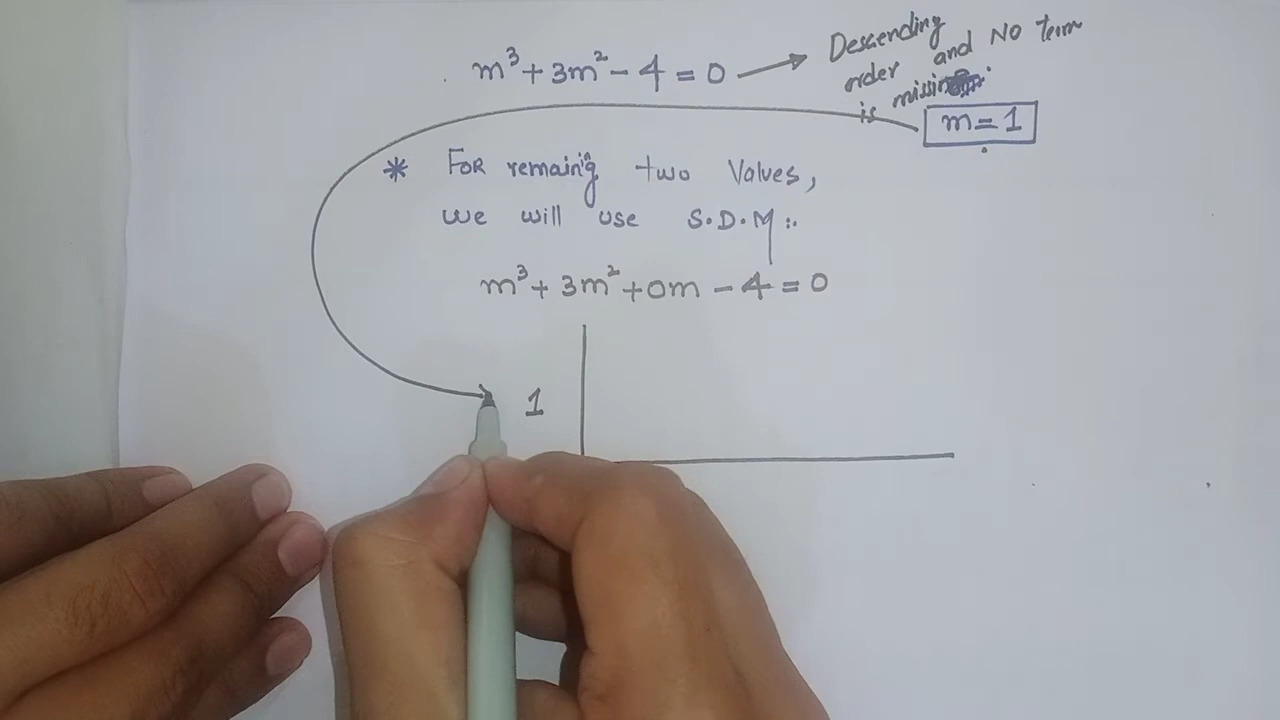 m³ + 3m² - 4 = 0
Descending
order and No term
is missing.
m = 1
* For remaing two Values,
we will use S.D.M :.
m³ + 3m² + 0m - 4 = 0
1